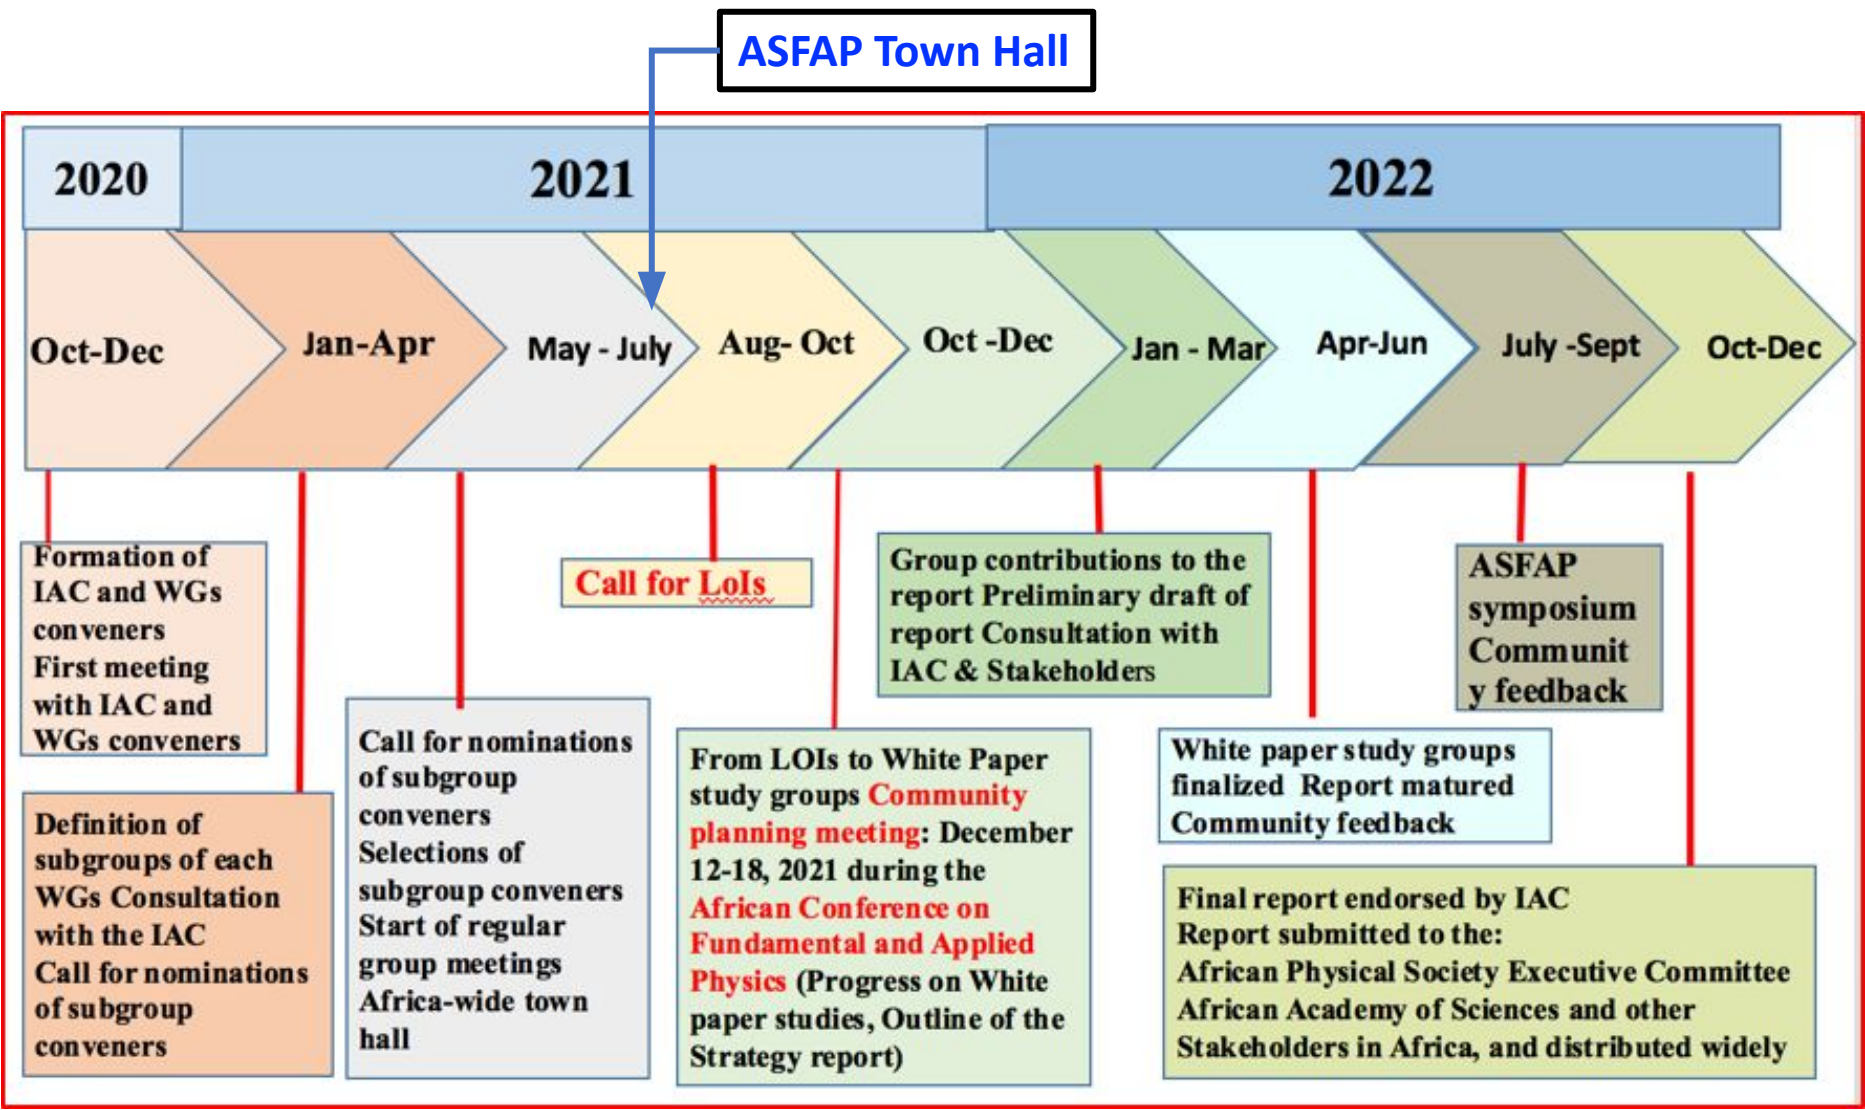 ASFAP Town Hall
2020
2021
2022
Oct-Dec
Jan-Apr
May - July
Aug- Oct
Oct -Dec
Jan - Mar
Apr-Jun
July -Sept
Oct-Dec
Formation of
IAC and WGs
conveners
First meeting
with IAC and
WGs conveners
Definition of
subgroups of each
WGs Consultation
with the IAC
Call for nominations
of subgroup
conveners
Call for nominations
of subgroup
conveners
Selections of
subgroup conveners
Start of regular
group meetings
Africa-wide town
hall
Call for LoIs
From LOIs to White Paper
study groups Community
planning meeting: December
12-18, 2021 during the
African Conference on
Fundamental and Applied
Physics (Progress on White
paper studies, Outline of the
Strategy report)
Group contributions to the
report Preliminary draft of
report Consultation with
IAC & Stakeholders
White paper study groups
finalized Report matured
Community feedback
ASFAP
symposium
Communit
y feedback
Final report endorsed by IAC
Report submitted to the:
African Physical Society Executive Committee
African Academy of Sciences and other
Stakeholders in Africa, and distributed widely